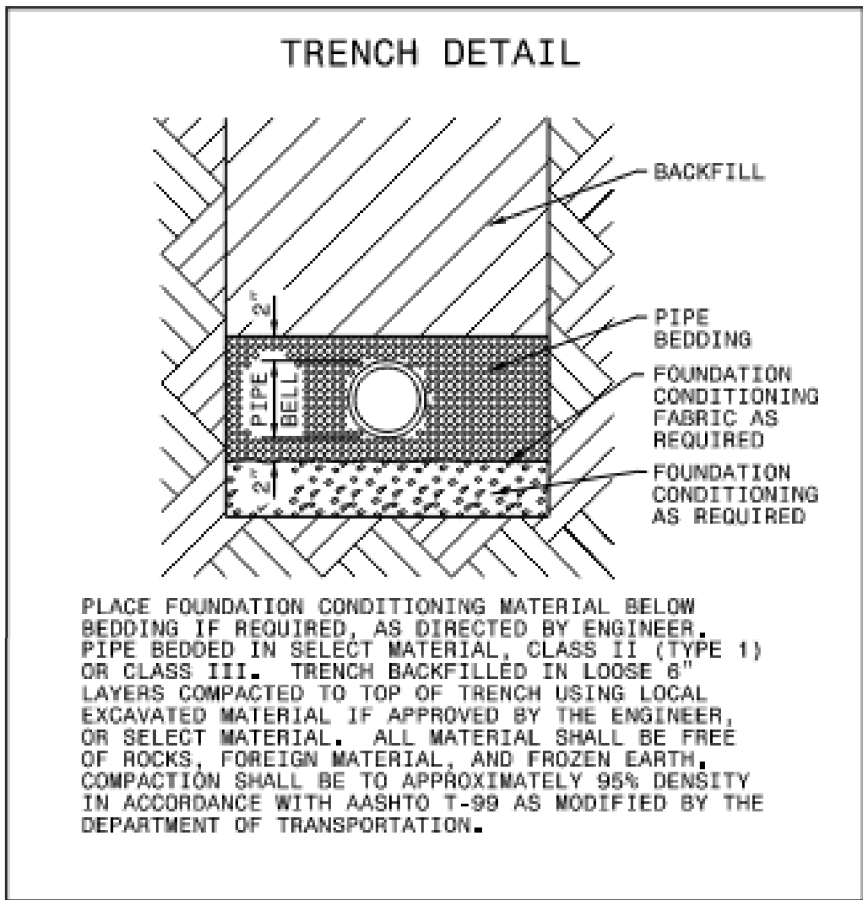 TRENCH DETAIL
BACKFILL
2"
PIPE
BEDDING
PIPE
BELL
FOUNDATION
CONDITIONING
FABRIC AS
REQUIRED
2"
FOUNDATION
CONDITIONING
AS REQUIRED
PLACE FOUNDATION CONDITIONING MATERIAL BELOW
BEDDING IF REQUIRED, AS DIRECTED BY ENGINEER.
PIPE BEDDED IN SELECT MATERIAL, CLASS II (TYPE 1)
OR CLASS III. TRENCH BACKFILLED IN LOOSE 6"
LAYERS COMPACTED TO TOP OF TRENCH USING LOCAL
EXCAVATED MATERIAL IF APPROVED BY THE ENGINEER,
OR SELECT MATERIAL. ALL MATERIAL SHALL BE FREE
OF ROCKS, FOREIGN MATERIAL, AND FROZEN EARTH.
COMPACTION SHALL BE TO APPROXIMATELY 95% DENSITY
IN ACCORDANCE WITH AASHTO T-99 AS MODIFIED BY THE
DEPARTMENT OF TRANSPORTATION.